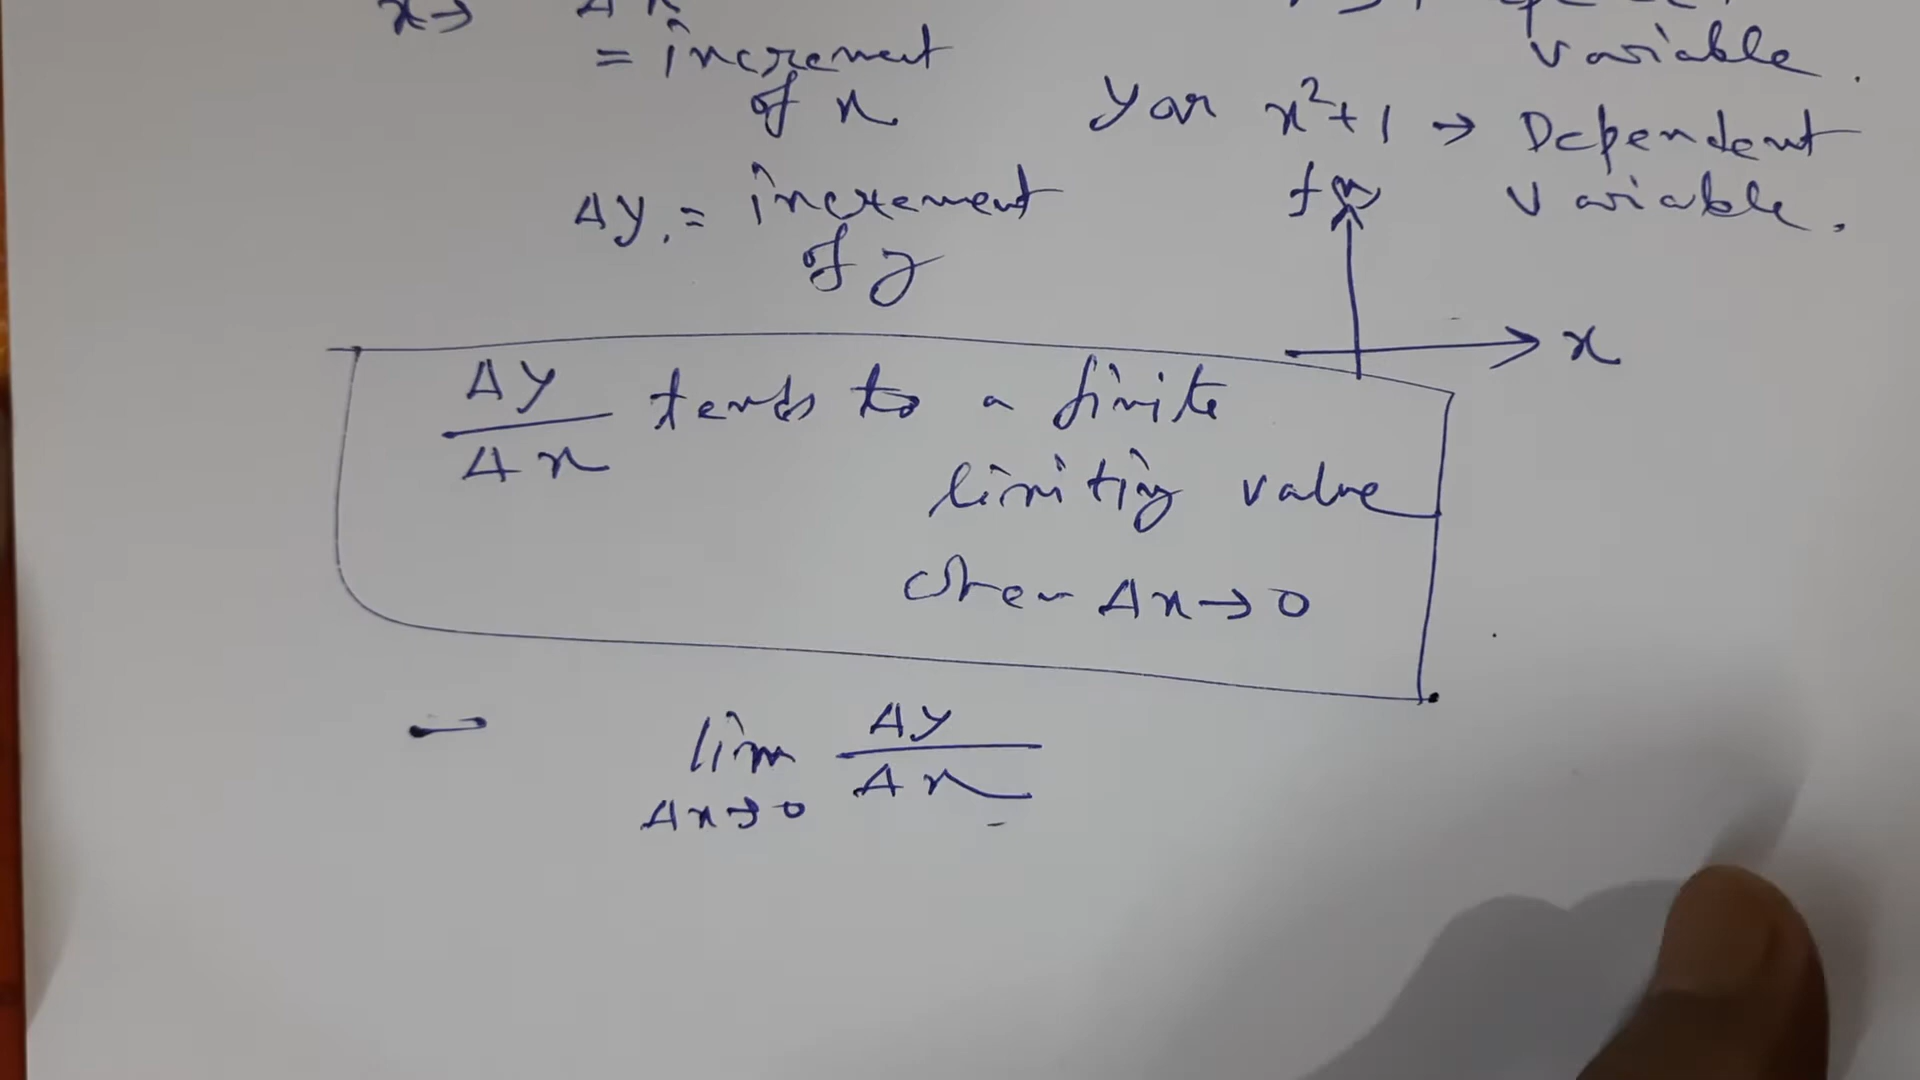 x →
= increment
of x
Δy = increment
of y
variable.
y or x²+1 → Dependent
variable.
x
Δy/Δx tends to a finite
limiting value
when Δx → 0
lim Δy/Δx
Δx → 0